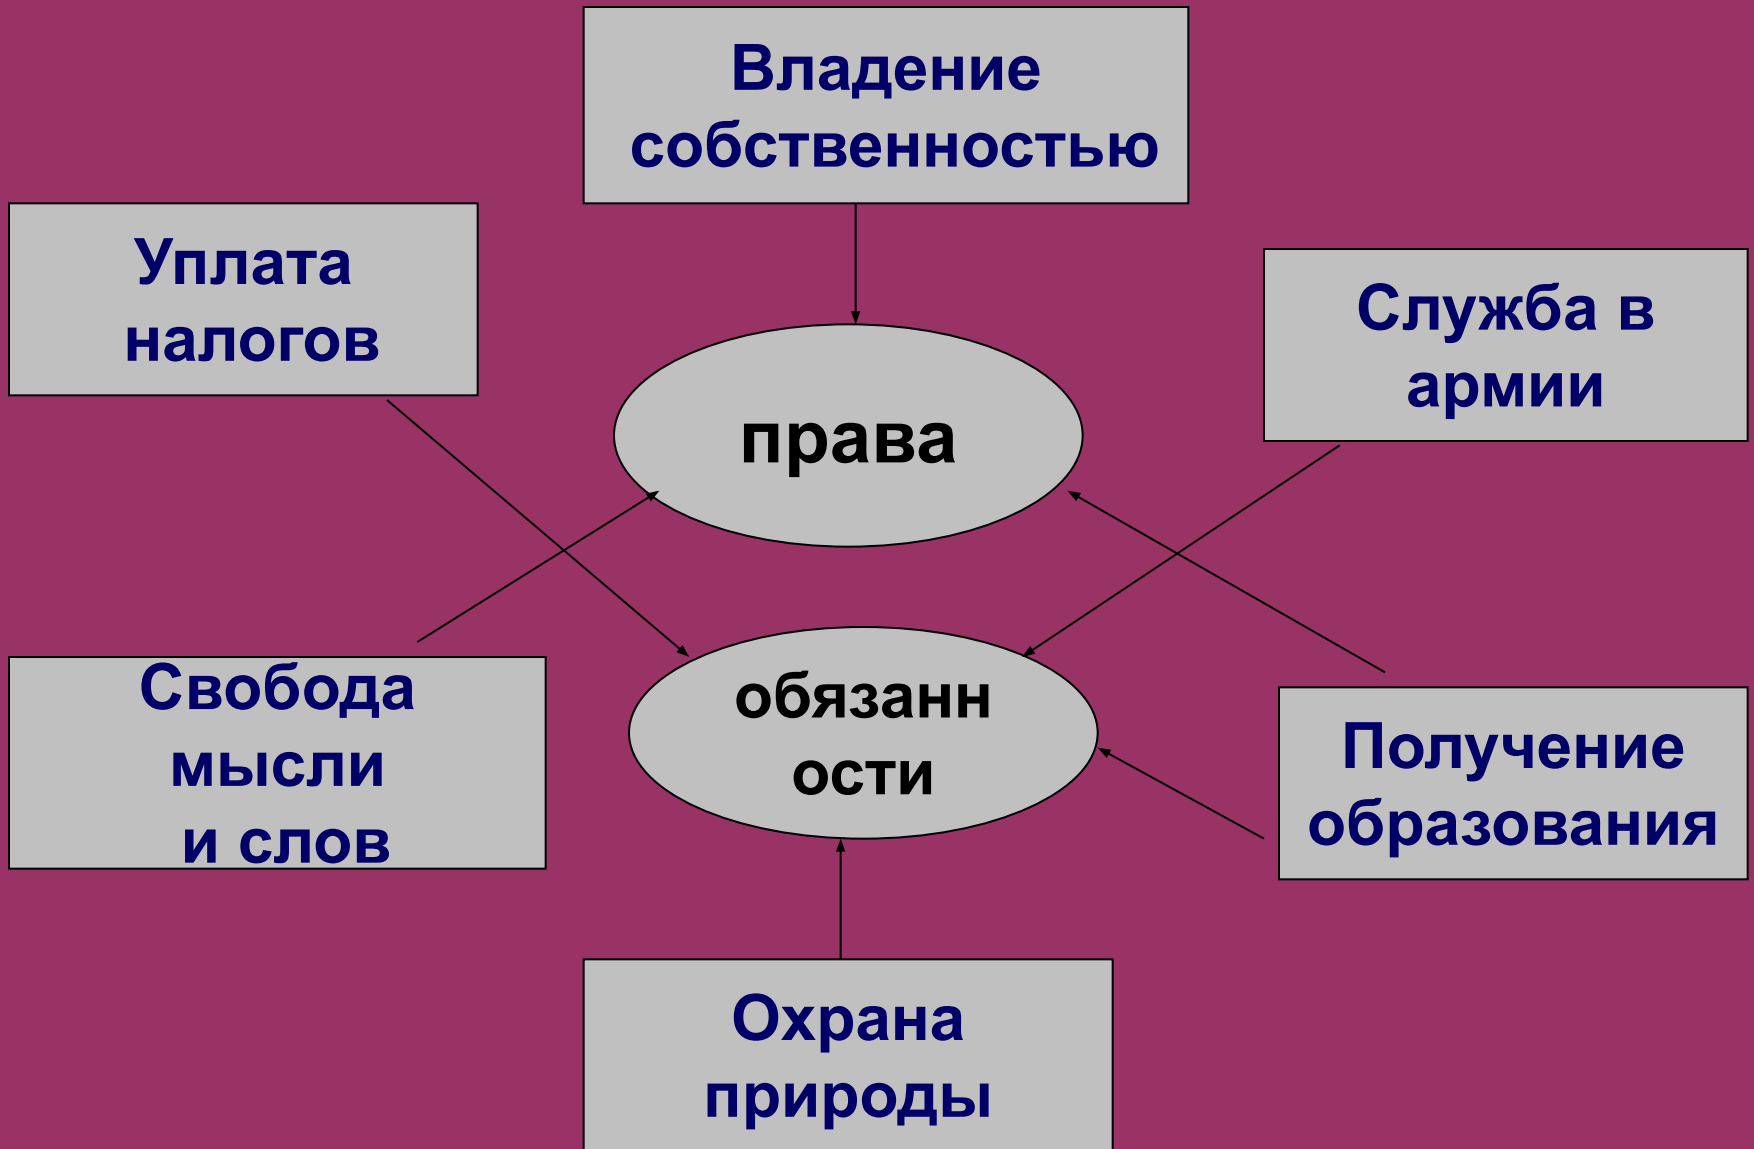 Владение
собственностью
Уплата
налогов
Служба в
армии
права
Свобода
мысли
и слов
обязанн
ости
Получение
образования
Охрана
природы